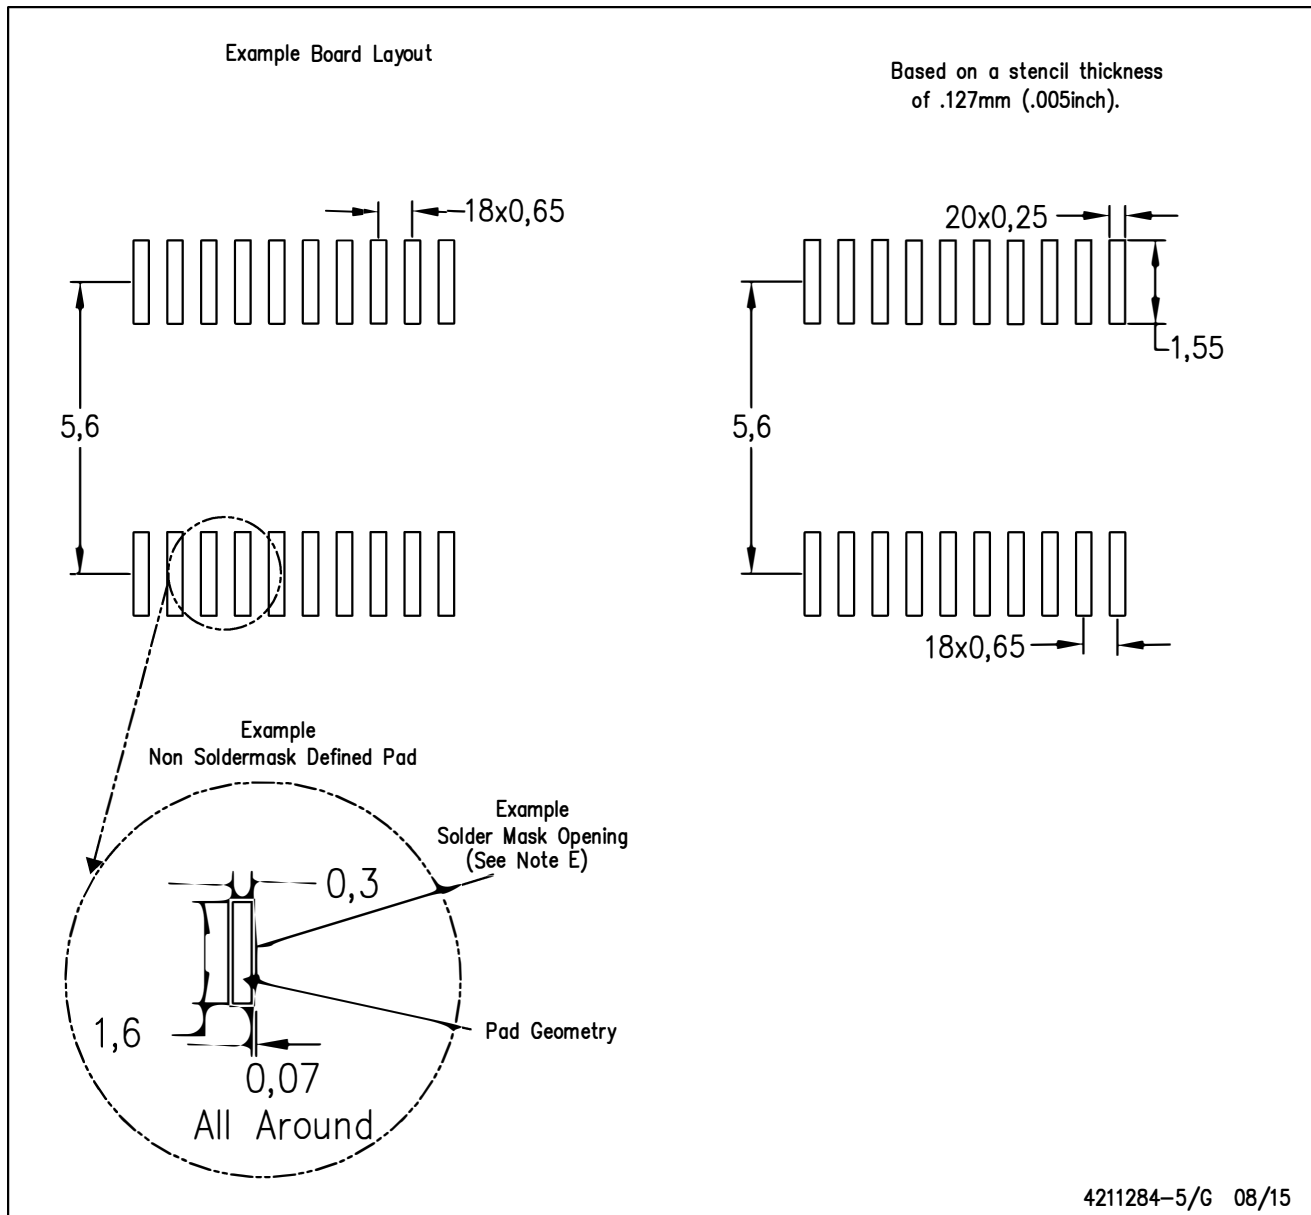 Example Board Layout
Based on a stencil thickness
of .127mm (.005inch).
18x0,65
20x0,25
1,55
5,6
5,6
18x0,65
Example
Non Soldermask Defined Pad
Example
Solder Mask Opening
(See Note E)
0,3
1,6
Pad Geometry
0,07
All Around
4211284-5/G 08/15